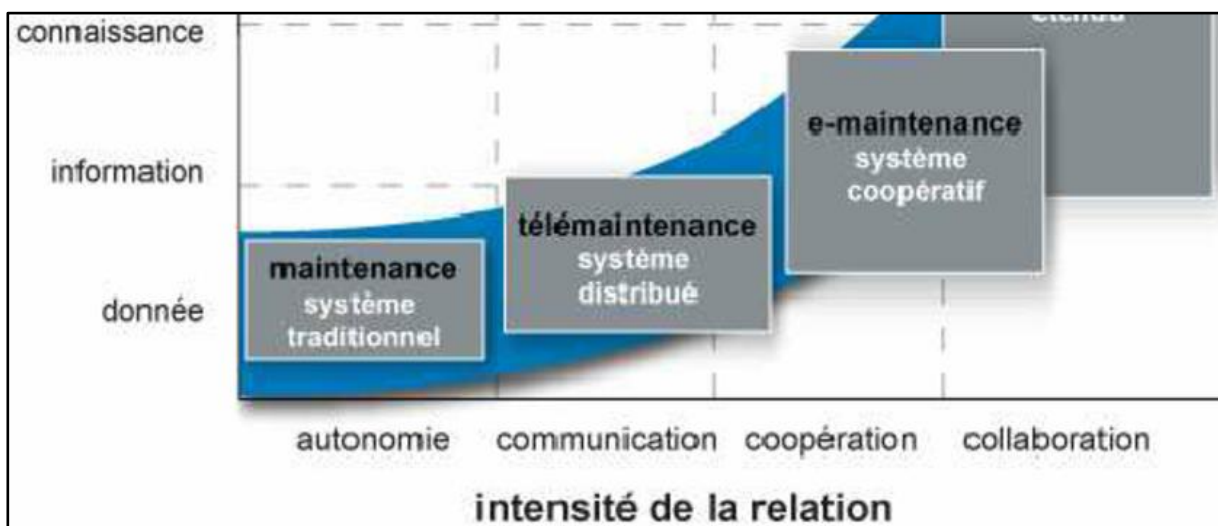 connaissance
information
donnée
maintenance
système
traditionnel
télémaintenance
système
distribué
e-maintenance
système
coopératif
autonomie communication coopération collaboration
intensité de la relation